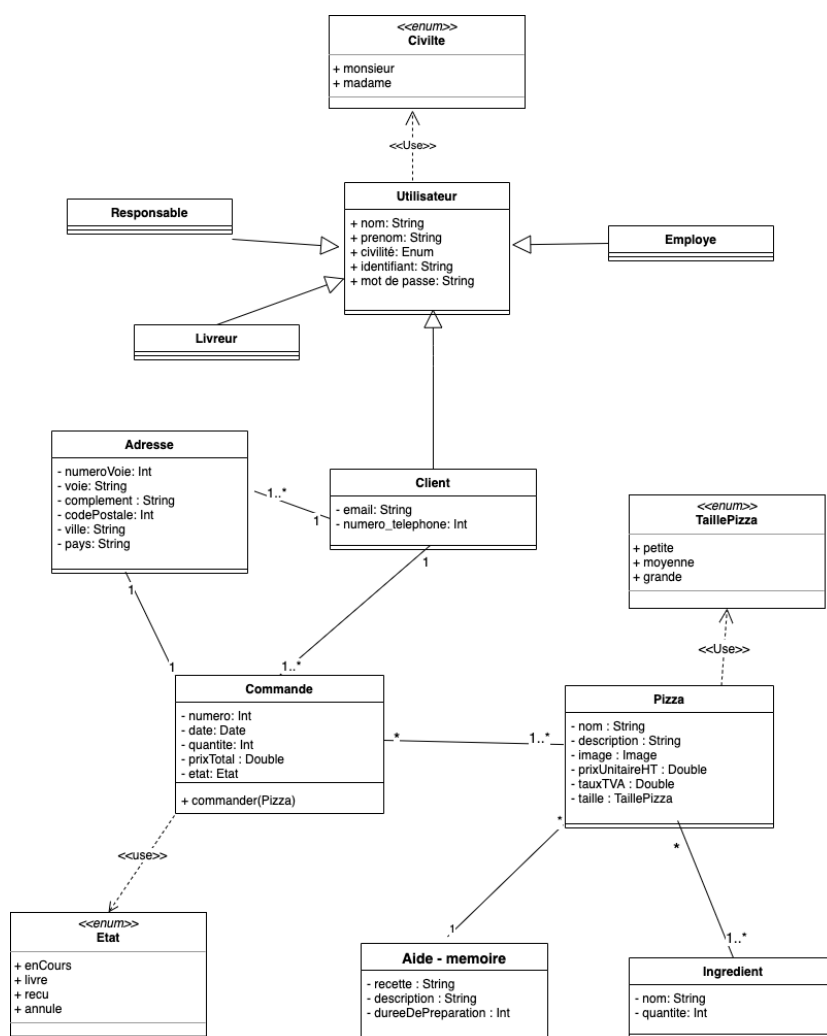 <<enum>>
Civilte
+ monsieur
+ madame
<<Use>>
Utilisateur
+ nom: String
+ prenom: String
+ civilité: Enum
+ identifiant: String
+ mot de passe: String
Responsable
Employe
Livreur
Adresse
- numeroVoie: Int
- voie: String
- complement : String
- codePostale: Int
- ville: String
- pays: String
1..*
1
Client
- email: String
- numero_telephone: Int
<<enum>>
TaillePizza
+ petite
+ moyenne
+ grande
1
1
1
1..*
<<Use>>
Commande
- numero: Int
- date: Date
- quantite: Int
- prixTotal : Double
- etat: Etat
+ commander(Pizza)
*
1..*
Pizza
- nom : String
- description : String
- image : Image
- prixUnitaireHT : Double
- tauxTVA : Double
- taille : TaillePizza
<<use>>
*
1
*
1..*
<<enum>>
Etat
+ enCours
+ livre
+ recu
+ annule
Aide - memoire
- recette : String
- description : String
- dureeDePreparation : Int
Ingredient
- nom: String
- quantite: Int